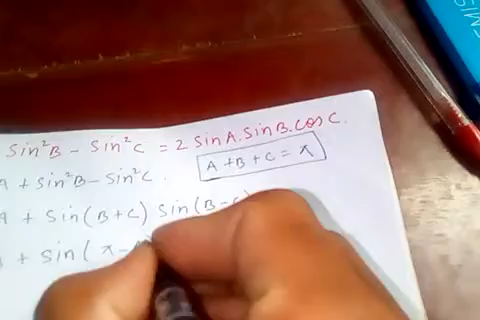 sin²B - sin²C = 2 sinA.sinB.cosC.
A + B + C = π
A + sin²B - sin²C.
A + sin(B+C) sin(B-C
+ sin(π-